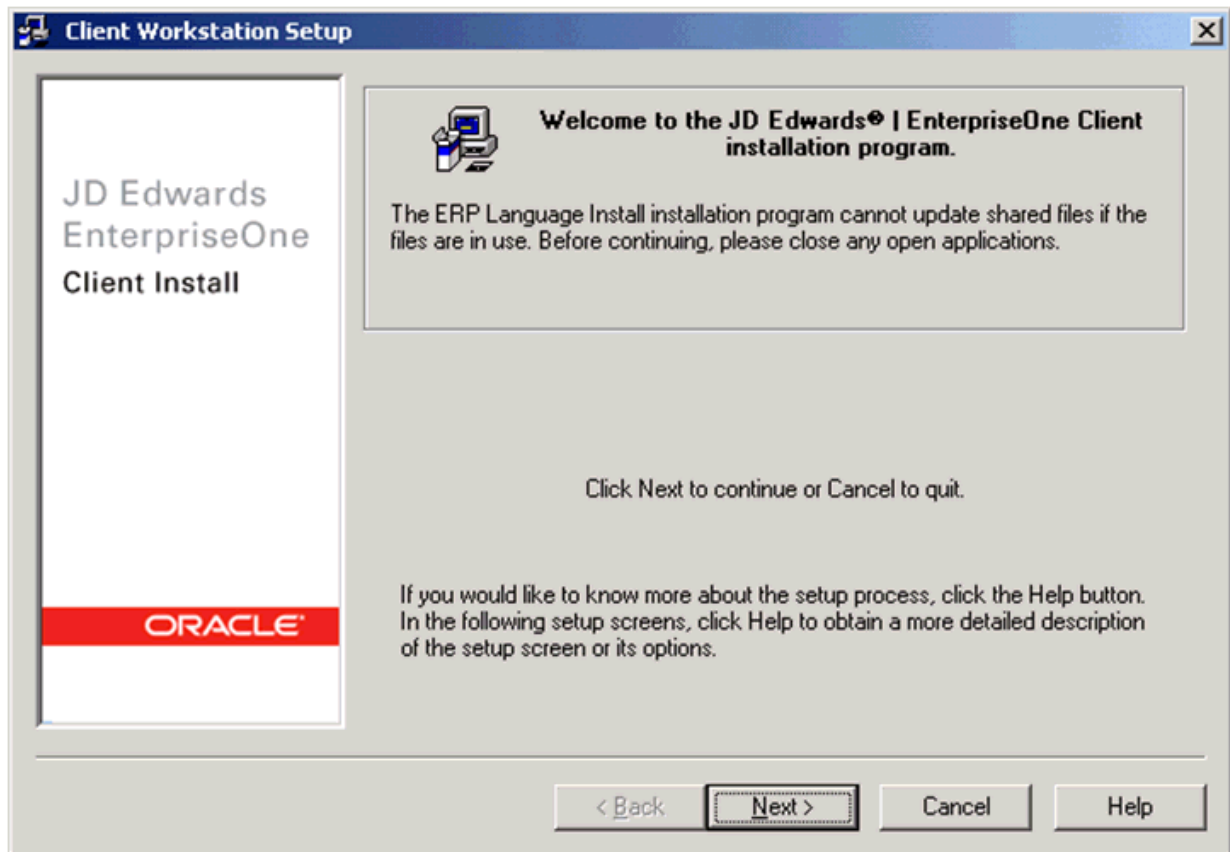 Client Workstation Setup
JD Edwards
EnterpriseOne
Client Install
ORACLE®
Welcome to the JD Edwards® | EnterpriseOne Client
installation program.
The ERP Language Install installation program cannot update shared files if the
files are in use. Before continuing, please close any open applications.
Click Next to continue or Cancel to quit.
If you would like to know more about the setup process, click the Help button.
In the following setup screens, click Help to obtain a more detailed description
of the setup screen or its options.
< Back Next > Cancel Help